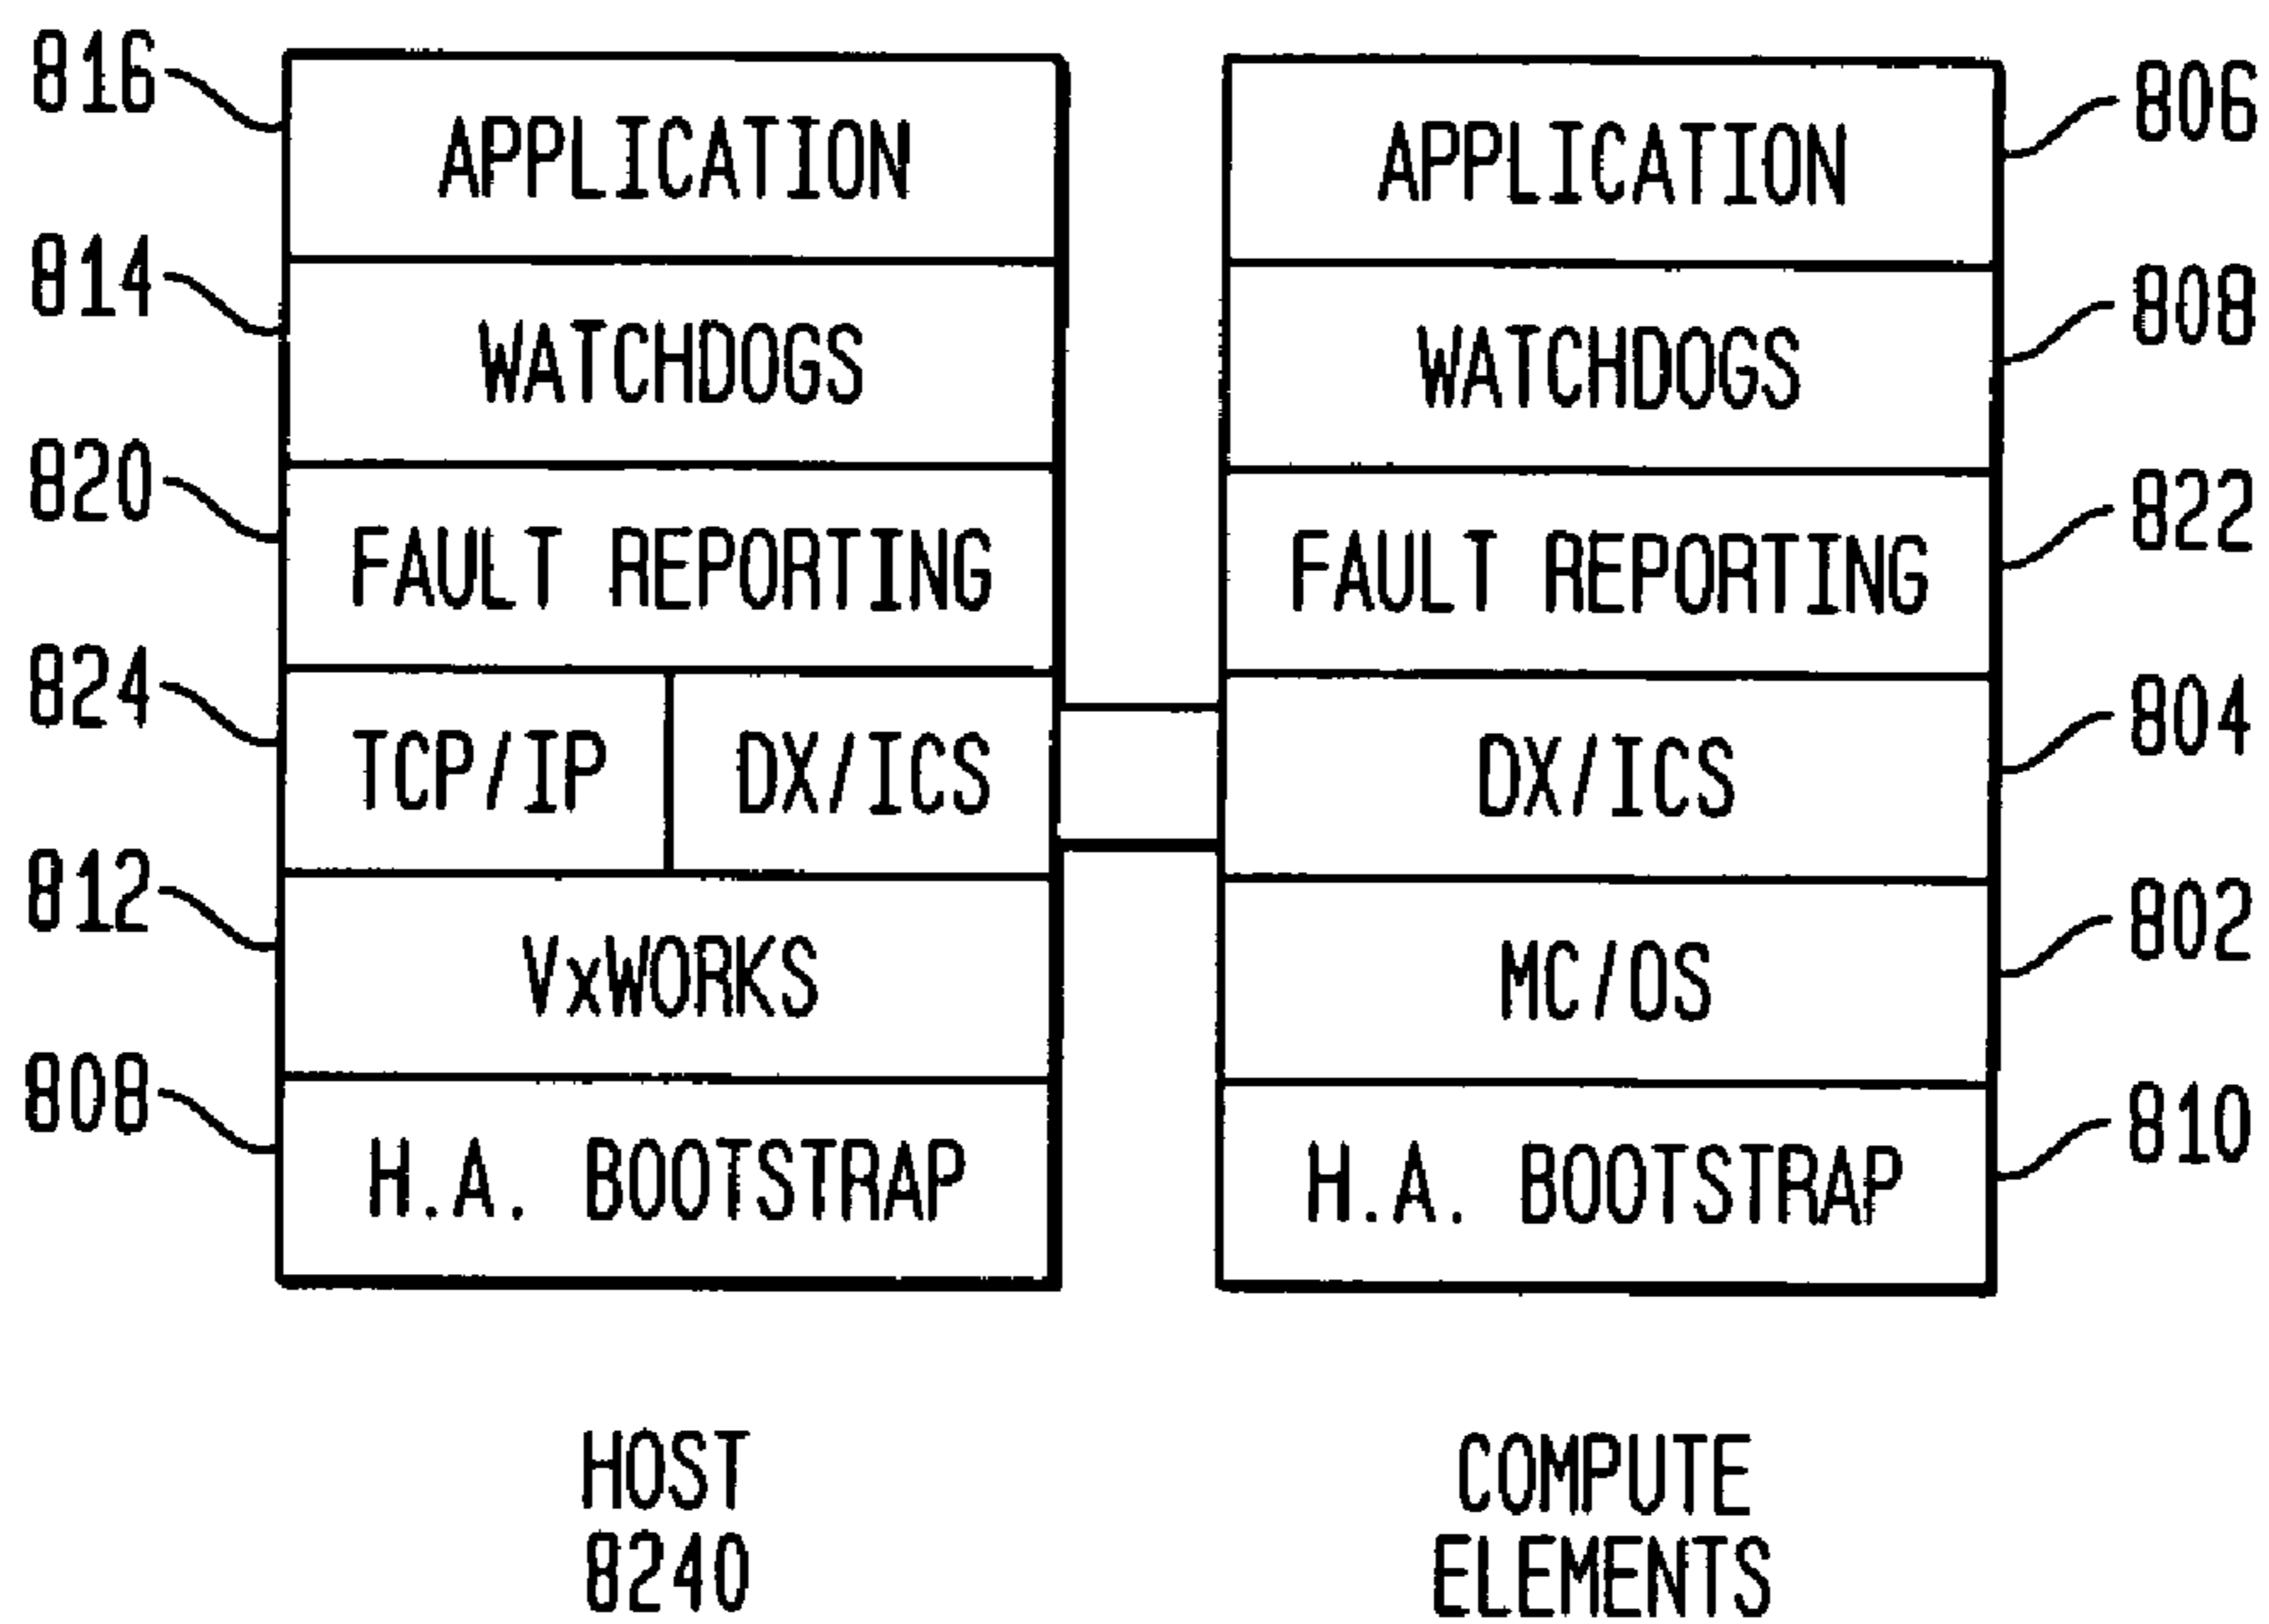 816 APPLICATION APPLICATION 806
814 WATCHDOGS WATCHDOGS 808
820 FAULT REPORTING FAULT REPORTING 822
824 TCP/IP DX/ICS DX/ICS 804
812 VxWORKS MC/OS 802
808 H.A. BOOTSTRAP H.A. BOOTSTRAP 810
HOST COMPUTE
8240 ELEMENTS